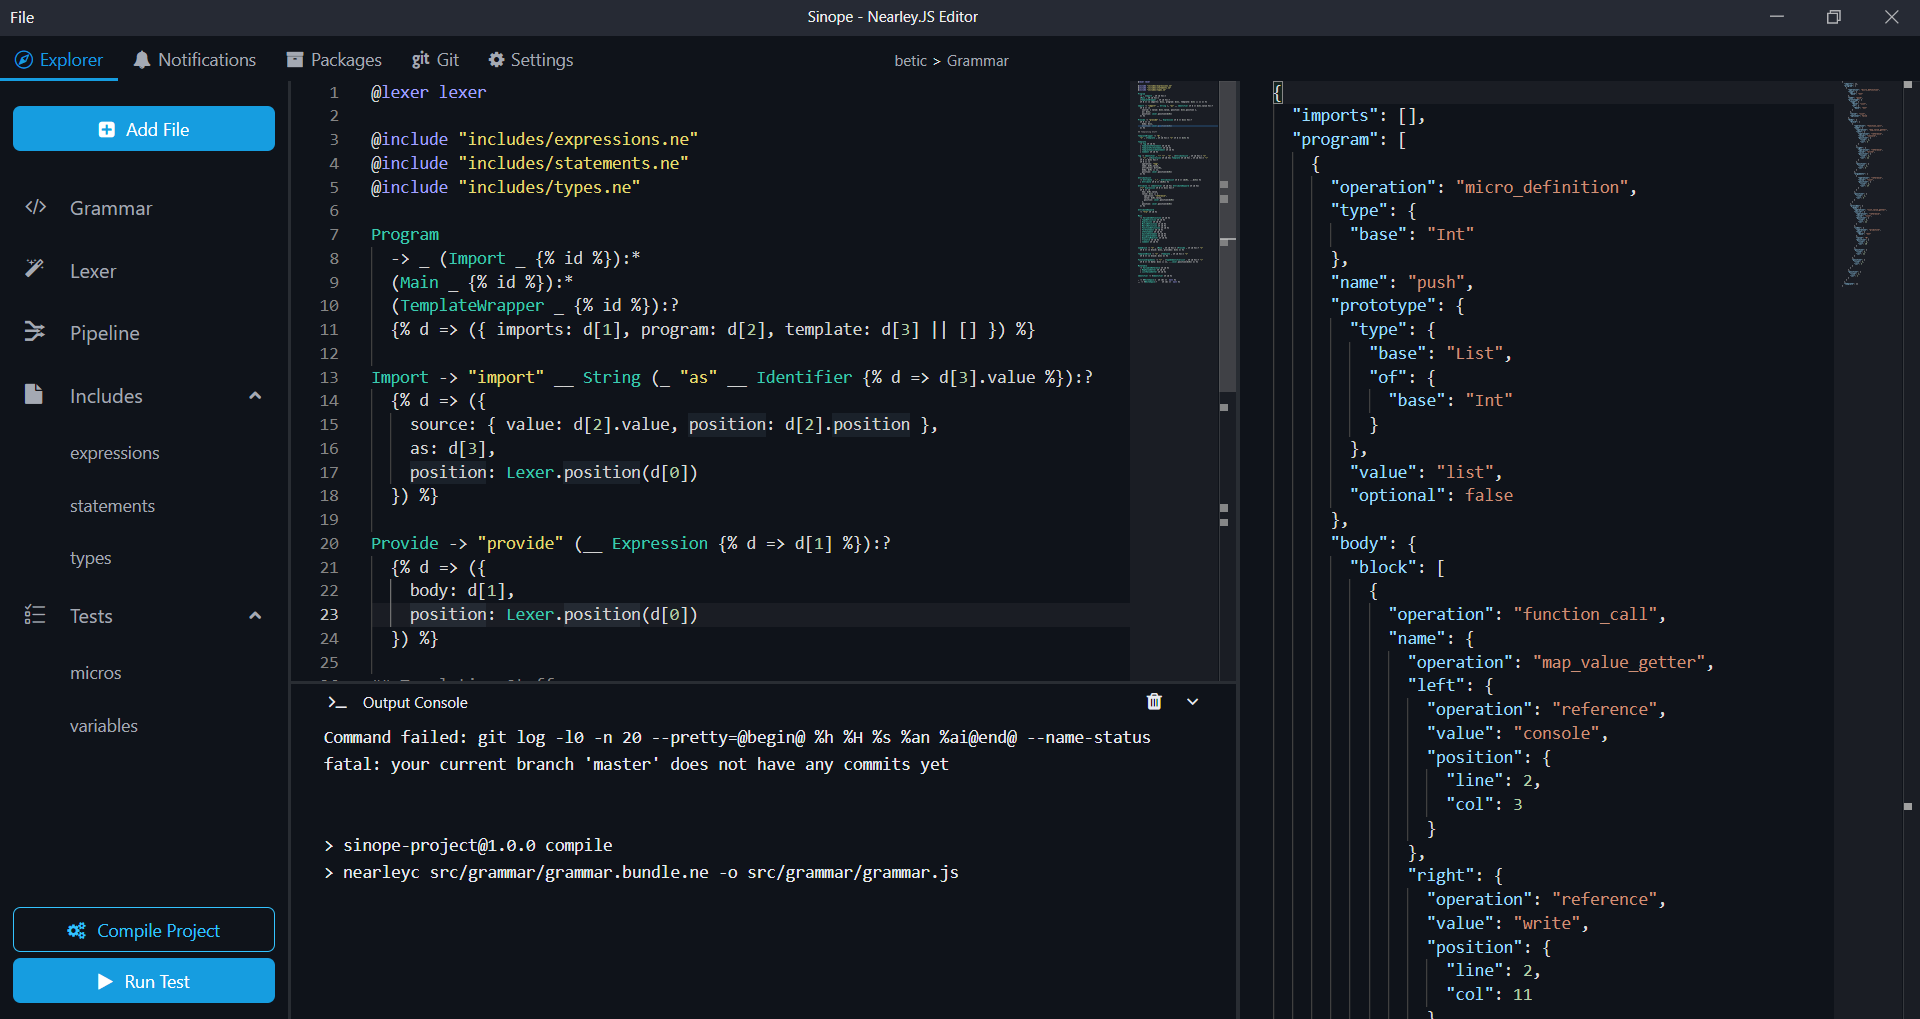 File
Sinope - Nearley.JS Editor
Explorer
Notifications
Packages
git Git
Settings
betic > Grammar
Add File
Grammar
Lexer
Pipeline
Includes
expressions
statements
types
Tests
micros
variables
Compile Project
Run Test
1 @lexer lexer
2
3 @include "includes/expressions.ne"
4 @include "includes/statements.ne"
5 @include "includes/types.ne"
6
7 Program
8 -> _ (Import _ {% id %}):*
9 (Main _ {% id %}):*
10 (TemplateWrapper _ {% id %}):?
11 {% d => ({ imports: d[1], program: d[2], template: d[3] || [] }) %}
12
13 Import -> "import" __ String (_ "as" __ Identifier {% d => d[3].value %}):?
14 {% d => ({
15 source: { value: d[2].value, position: d[2].position },
16 as: d[3],
17 position: Lexer.position(d[0])
18 }) %}
19
20 Provide -> "provide" (__ Expression {% d => d[1] %}):?
21 {% d => ({
22 body: d[1],
23 position: Lexer.position(d[0])
24 }) %}
25
Output Console
Command failed: git log -l0 -n 20 --pretty=@begin@ %h %H %s %an %ai@end@ --name-status
fatal: your current branch 'master' does not have any commits yet
> sinope-project@1.0.0 compile
> nearleyc src/grammar/grammar.bundle.ne -o src/grammar/grammar.js
{
"imports": [],
"program": [
{
"operation": "micro_definition",
"type": {
"base": "Int"
},
"name": "push",
"prototype": {
"type": {
"base": "List",
"of": {
"base": "Int"
}
},
"value": "list",
"optional": false
},
"body": {
"block": [
{
"operation": "function_call",
"name": {
"operation": "map_value_getter",
"left": {
"operation": "reference",
"value": "console",
"position": {
"line": 2,
"col": 3
}
},
"right": {
"operation": "reference",
"value": "write",
"position": {
"line": 2,
"col": 11
}